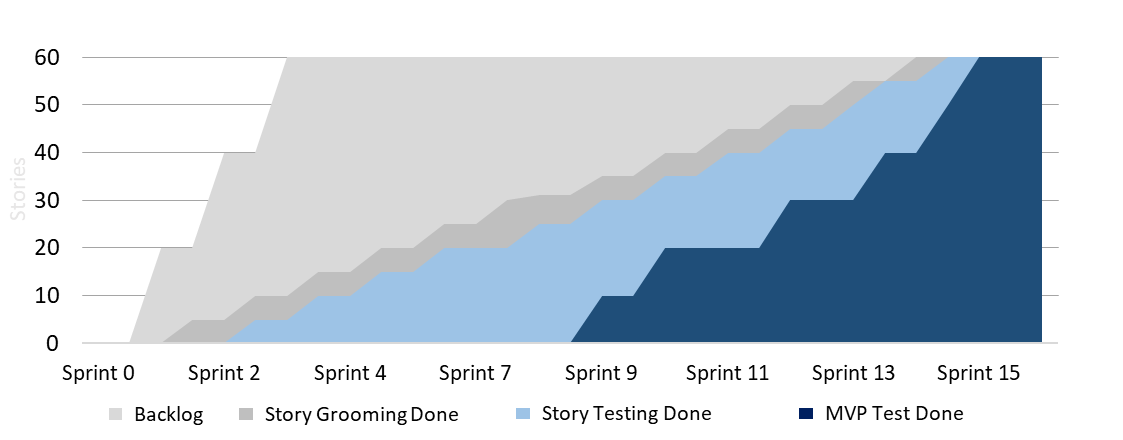 60
50
40
30
20
10
0
Stories
Sprint 0 Sprint 2 Sprint 4 Sprint 7 Sprint 9 Sprint 11 Sprint 13 Sprint 15
Backlog Story Grooming Done Story Testing Done MVP Test Done